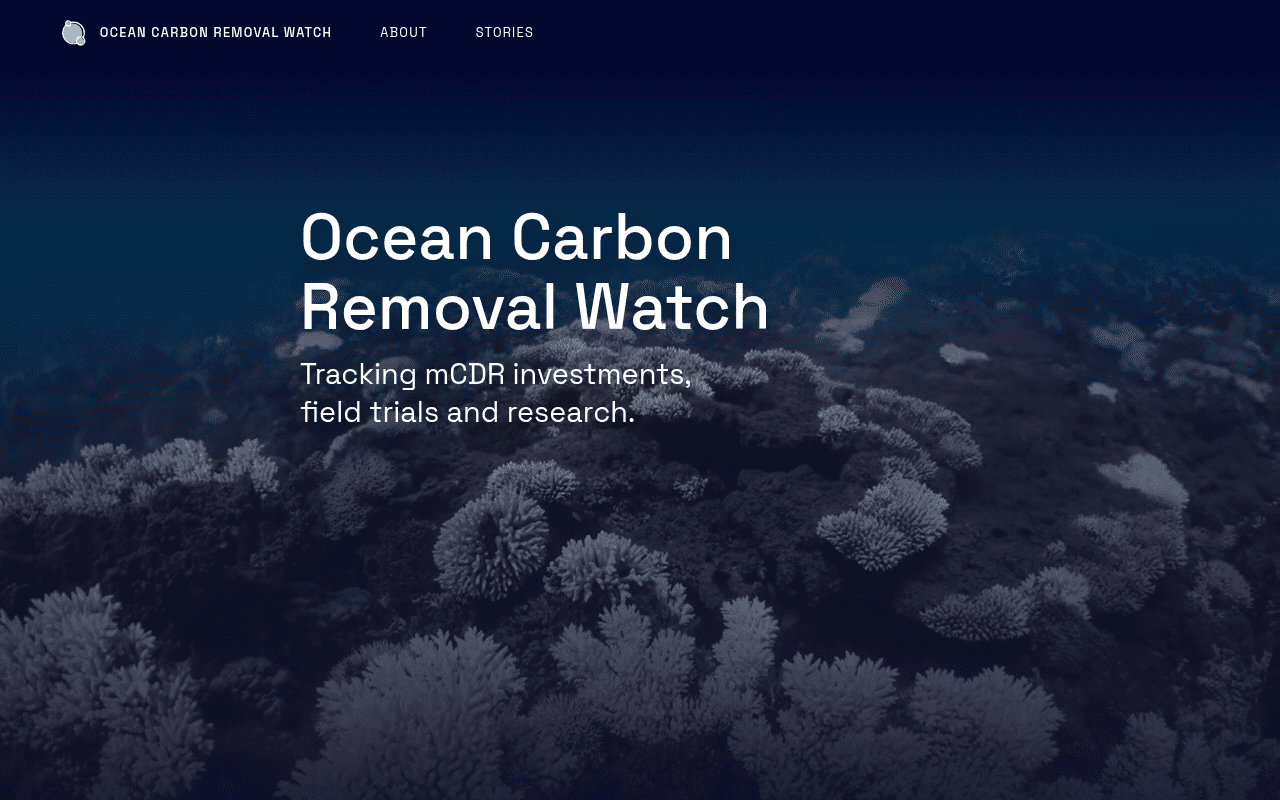 OCEAN CARBON REMOVAL WATCH ABOUT STORIES
Ocean Carbon
Removal Watch
Tracking mCDR investments,
field trials and research.